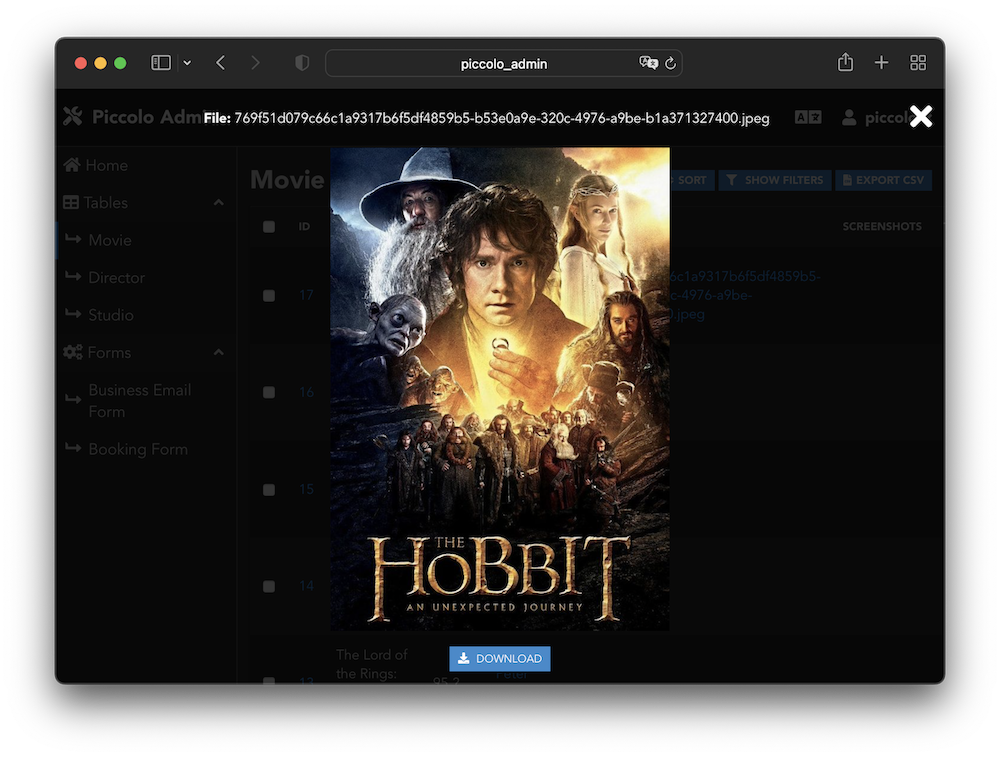 piccolo_admin
Piccolo Adm
File: 769f51d079c66c1a9317b6f5df4859b5-b53e0a9e-320c-4976-a9be-b1a371327400.jpeg
piccol
Home
Tables
Movie
Director
Studio
Forms
Business Email
Form
Booking Form
Movie
SORT
SHOW FILTERS
EXPORT CSV
ID
SCREENSHOTS
17
6c1a9317b6f5df4859b5-
c-4976-a9be-
.jpeg
16
15
14
THE
HOBBIT
AN UNEXPECTED JOURNEY
The Lord of
the Rings:
13
95.2
Peter
DOWNLOAD